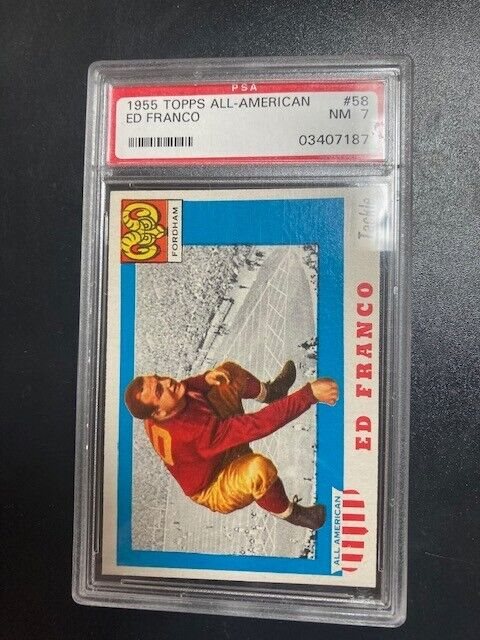 PSA
1955 TOPPS ALL-AMERICAN #58
ED FRANCO NM 7
03407187
FORDHAM
Tackle
ED FRANCO
ALL AMERICAN